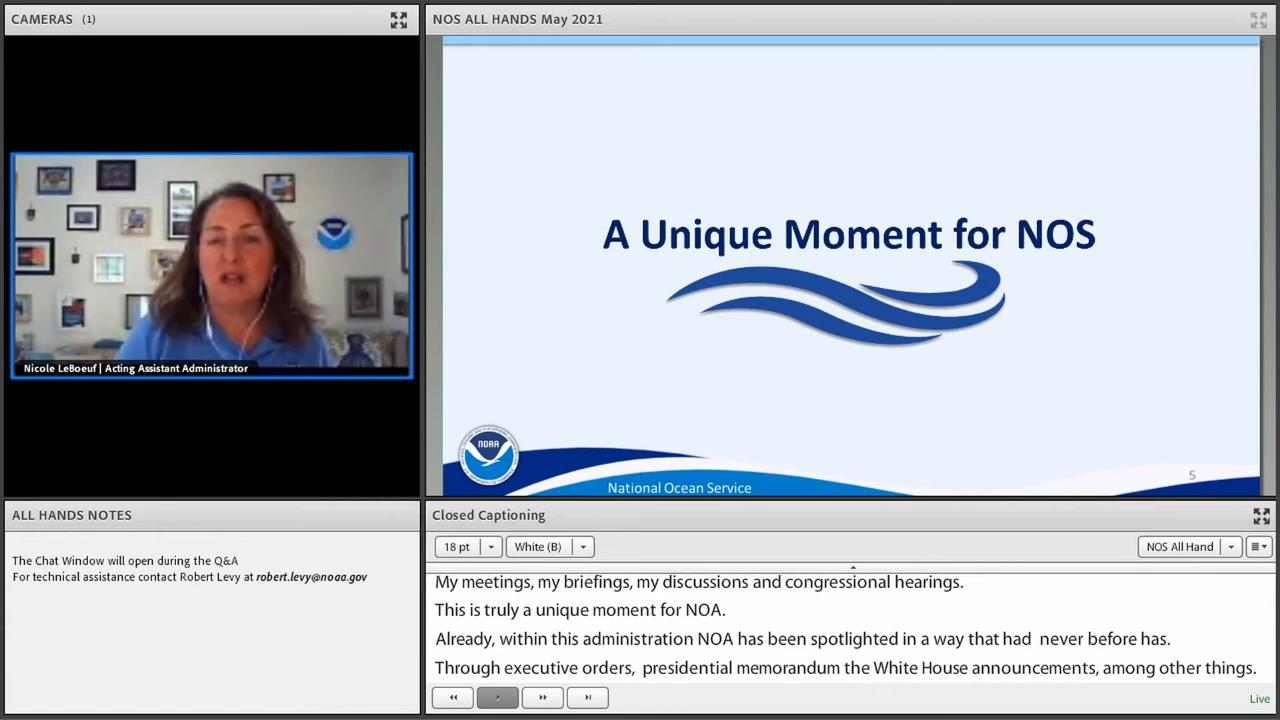 CAMERAS (1)
Nicole LeBoeuf | Acting Assistant Administrator
NOS ALL HANDS May 2021
A Unique Moment for NOS
NOAA
National Ocean Service
5
ALL HANDS NOTES
The Chat Window will open during the Q&A
For technical assistance contact Robert Levy at robert.levy@noaa.gov
Closed Captioning
18 pt White (B) NOS All Hand
My meetings, my briefings, my discussions and congressional hearings.
This is truly a unique moment for NOA.
Already, within this administration NOA has been spotlighted in a way that had  never before has.
Through executive orders,  presidential memorandum the White House announcements, among other things.
Live